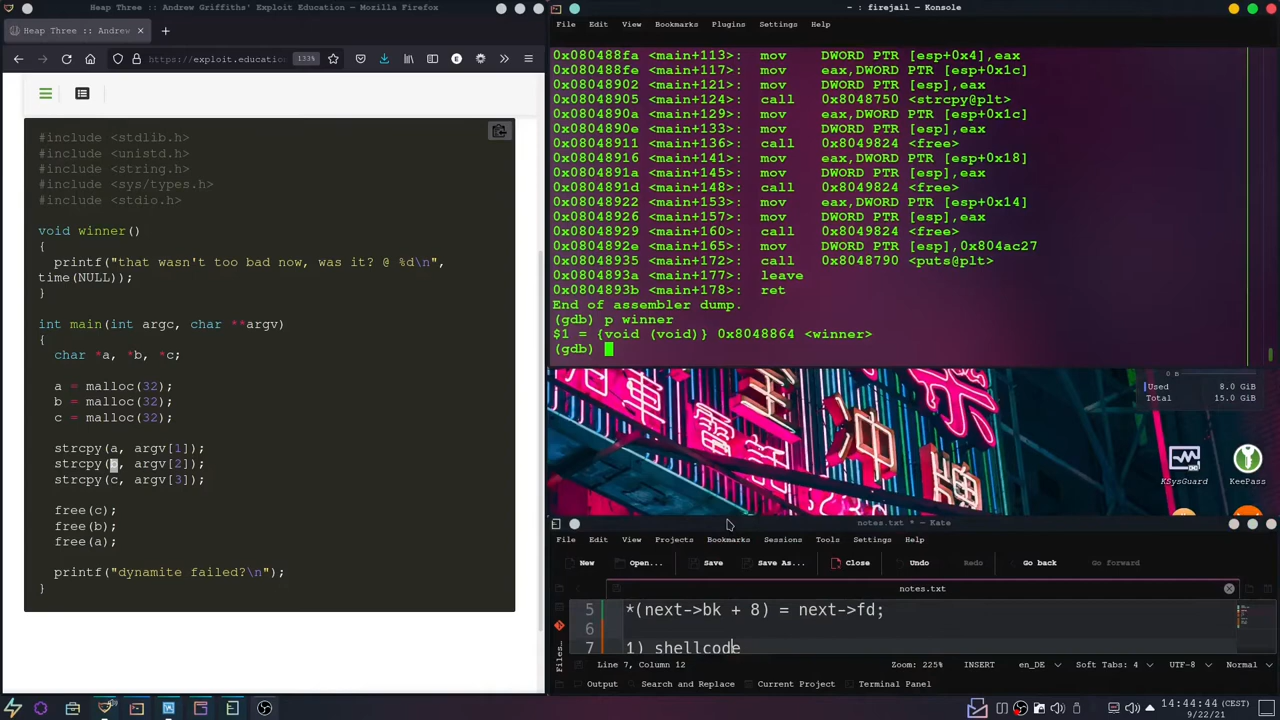 Heap Three :: Andrew Griffiths' Exploit Education — Mozilla Firefox
Heap Three :: Andrew
https://exploit.educatio
133%
#include <stdlib.h>
#include <unistd.h>
#include <string.h>
#include <sys/types.h>
#include <stdio.h>
void winner()
{
printf("that wasn't too bad now, was it? @ %d\n",
time(NULL));
}
int main(int argc, char **argv)
{
char *a, *b, *c;
a = malloc(32);
b = malloc(32);
c = malloc(32);
strcpy(a, argv[1]);
strcpy(b, argv[2]);
strcpy(c, argv[3]);
free(c);
free(b);
free(a);
printf("dynamite failed?\n");
}
~ : firejail — Konsole
File Edit View Bookmarks Plugins Settings Help
0x080488fa <main+113>: mov DWORD PTR [esp+0x4],eax
0x080488fe <main+117>: mov eax,DWORD PTR [esp+0x1c]
0x08048902 <main+121>: mov DWORD PTR [esp],eax
0x08048905 <main+124>: call 0x8048750 <strcpy@plt>
0x0804890a <main+129>: mov eax,DWORD PTR [esp+0x1c]
0x0804890e <main+133>: mov DWORD PTR [esp],eax
0x08048911 <main+136>: call 0x8049824 <free>
0x08048916 <main+141>: mov eax,DWORD PTR [esp+0x18]
0x0804891a <main+145>: mov DWORD PTR [esp],eax
0x0804891d <main+148>: call 0x8049824 <free>
0x08048922 <main+153>: mov eax,DWORD PTR [esp+0x14]
0x08048926 <main+157>: mov DWORD PTR [esp],eax
0x08048929 <main+160>: call 0x8049824 <free>
0x0804892e <main+165>: mov DWORD PTR [esp],0x804ac27
0x08048935 <main+172>: call 0x8048790 <puts@plt>
0x0804893a <main+177>: leave
0x0804893b <main+178>: ret
End of assembler dump.
(gdb) p winner
$1 = {void (void)} 0x8048864 <winner>
(gdb)
0 B
Used 8.0 GiB
Total 15.0 GiB
KSysGuard
KeePass
notes.txt * — Kate
File Edit View Projects Bookmarks Sessions Tools Settings Help
New Open... Save Save As... Close Undo Redo Go back Go forward
notes.txt
5 *(next->bk + 8) = next->fd;
6
7 1) shellcode
Files...
Line 7, Column 12 Zoom: 225% INSERT en_DE Soft Tabs: 4 UTF-8 Normal
Output Search and Replace Current Project Terminal Panel
14:44:44 (CEST)
9/22/21